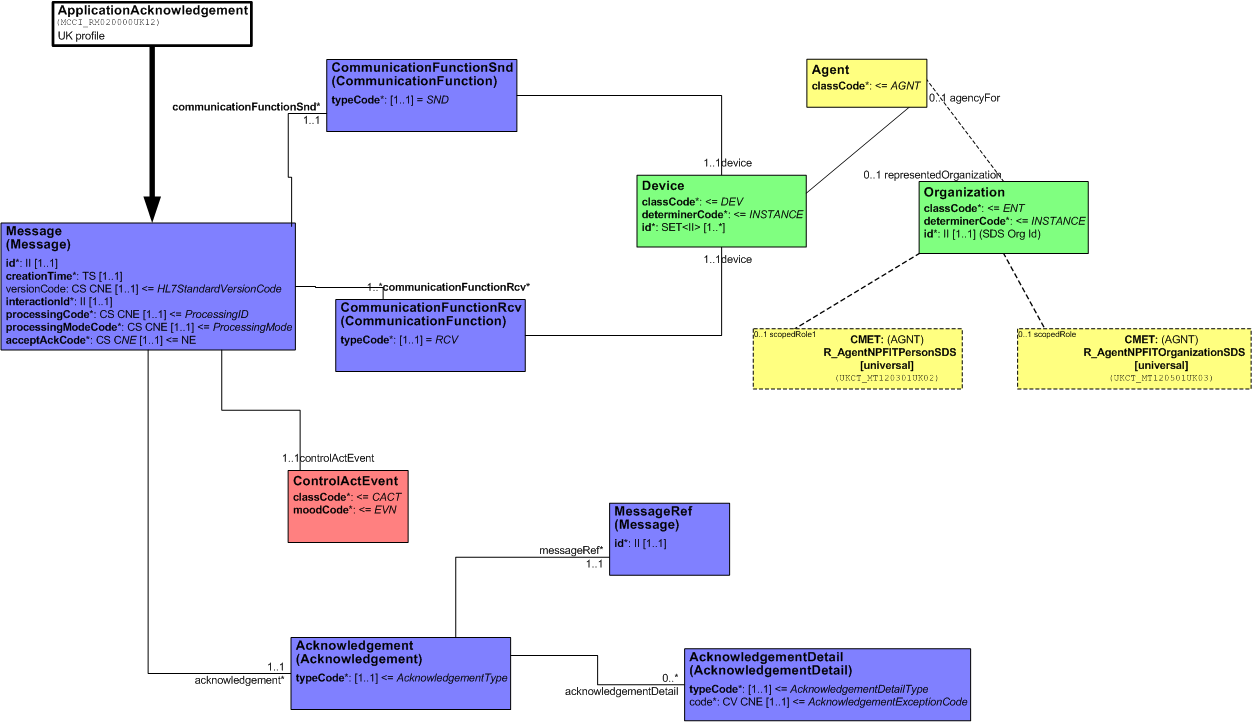 ApplicationAcknowledgement
(MCCI_RM020000UK12)
UK profile
CommunicationFunctionSnd
(CommunicationFunction)
typeCode*: [1..1] = SND
communicationFunctionSnd*
1..1
Agent
classCode*: <= AGNT
0..1 agencyFor
1..1device
0..1 representedOrganization
Device
classCode*: <= DEV
determinerCode*: <= INSTANCE
id*: SET<II> [1..*]
1..1device
Organization
classCode*: <= ENT
determinerCode*: <= INSTANCE
id*: II [1..1] (SDS Org Id)
Message
(Message)
id*: II [1..1]
creationTime*: TS [1..1]
versionCode: CS CNE [1..1] <= HL7StandardVersionCode
interactionId*: II [1..1]
processingCode*: CS CNE [1..1] <= ProcessingID
processingModeCode*: CS CNE [1..1] <= ProcessingMode
acceptAckCode*: CS CNE [1..1] <= NE
1..*communicationFunctionRcv*
CommunicationFunctionRcv
(CommunicationFunction)
typeCode*: [1..1] = RCV
0..1 scopedRole1
CMET: (AGNT)
R_AgentNPFITPersonSDS
[universal]
(UKCT_MT120301UK02)
0..1 scopedRole
CMET: (AGNT)
R_AgentNPFITOrganizationSDS
[universal]
(UKCT_MT120501UK03)
1..1controlActEvent
ControlActEvent
classCode*: <= CACT
moodCode*: <= EVN
MessageRef
(Message)
id*: II [1..1]
messageRef*
1..1
Acknowledgement
(Acknowledgement)
typeCode*: [1..1] <= AcknowledgementType
1..1
acknowledgement*
0..*
acknowledgementDetail
AcknowledgementDetail
(AcknowledgementDetail)
typeCode*: [1..1] <= AcknowledgementDetailType
code*: CV CNE [1..1] <= AcknowledgementExceptionCode